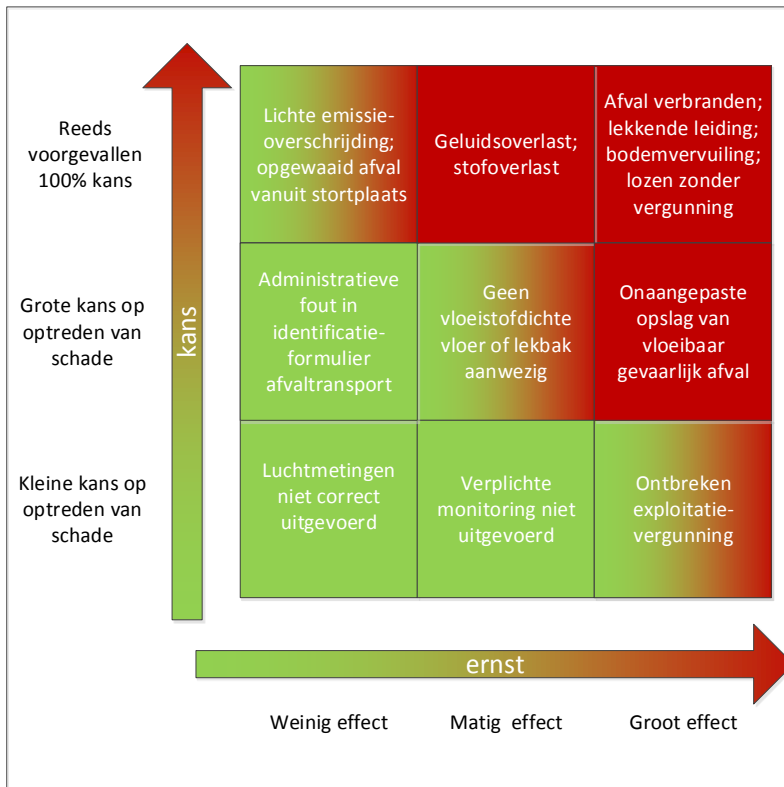 Reeds
voorgevallen
100% kans
Lichte emissie-
overschrijding;
opgewaaid afval
vanuit stortplaats
Geluidsoverlast;
stofoverlast
Afval verbranden;
lekkende leiding;
bodemvervuiling;
lozen zonder
vergunning
Grote kans op
optreden van
schade
kans
Administratieve
fout in
identificatie-
formulier
afvaltransport
Geen
vloeistofdichte
vloer of lekbak
aanwezig
Onaangepaste
opslag van
vloeibaar
gevaarlijk afval
Kleine kans op
optreden van
schade
Luchtmetingen
niet correct
uitgevoerd
Verplichte
monitoring niet
uitgevoerd
Ontbreken
exploitatie-
vergunning
ernst
Weinig effect
Matig effect
Groot effect